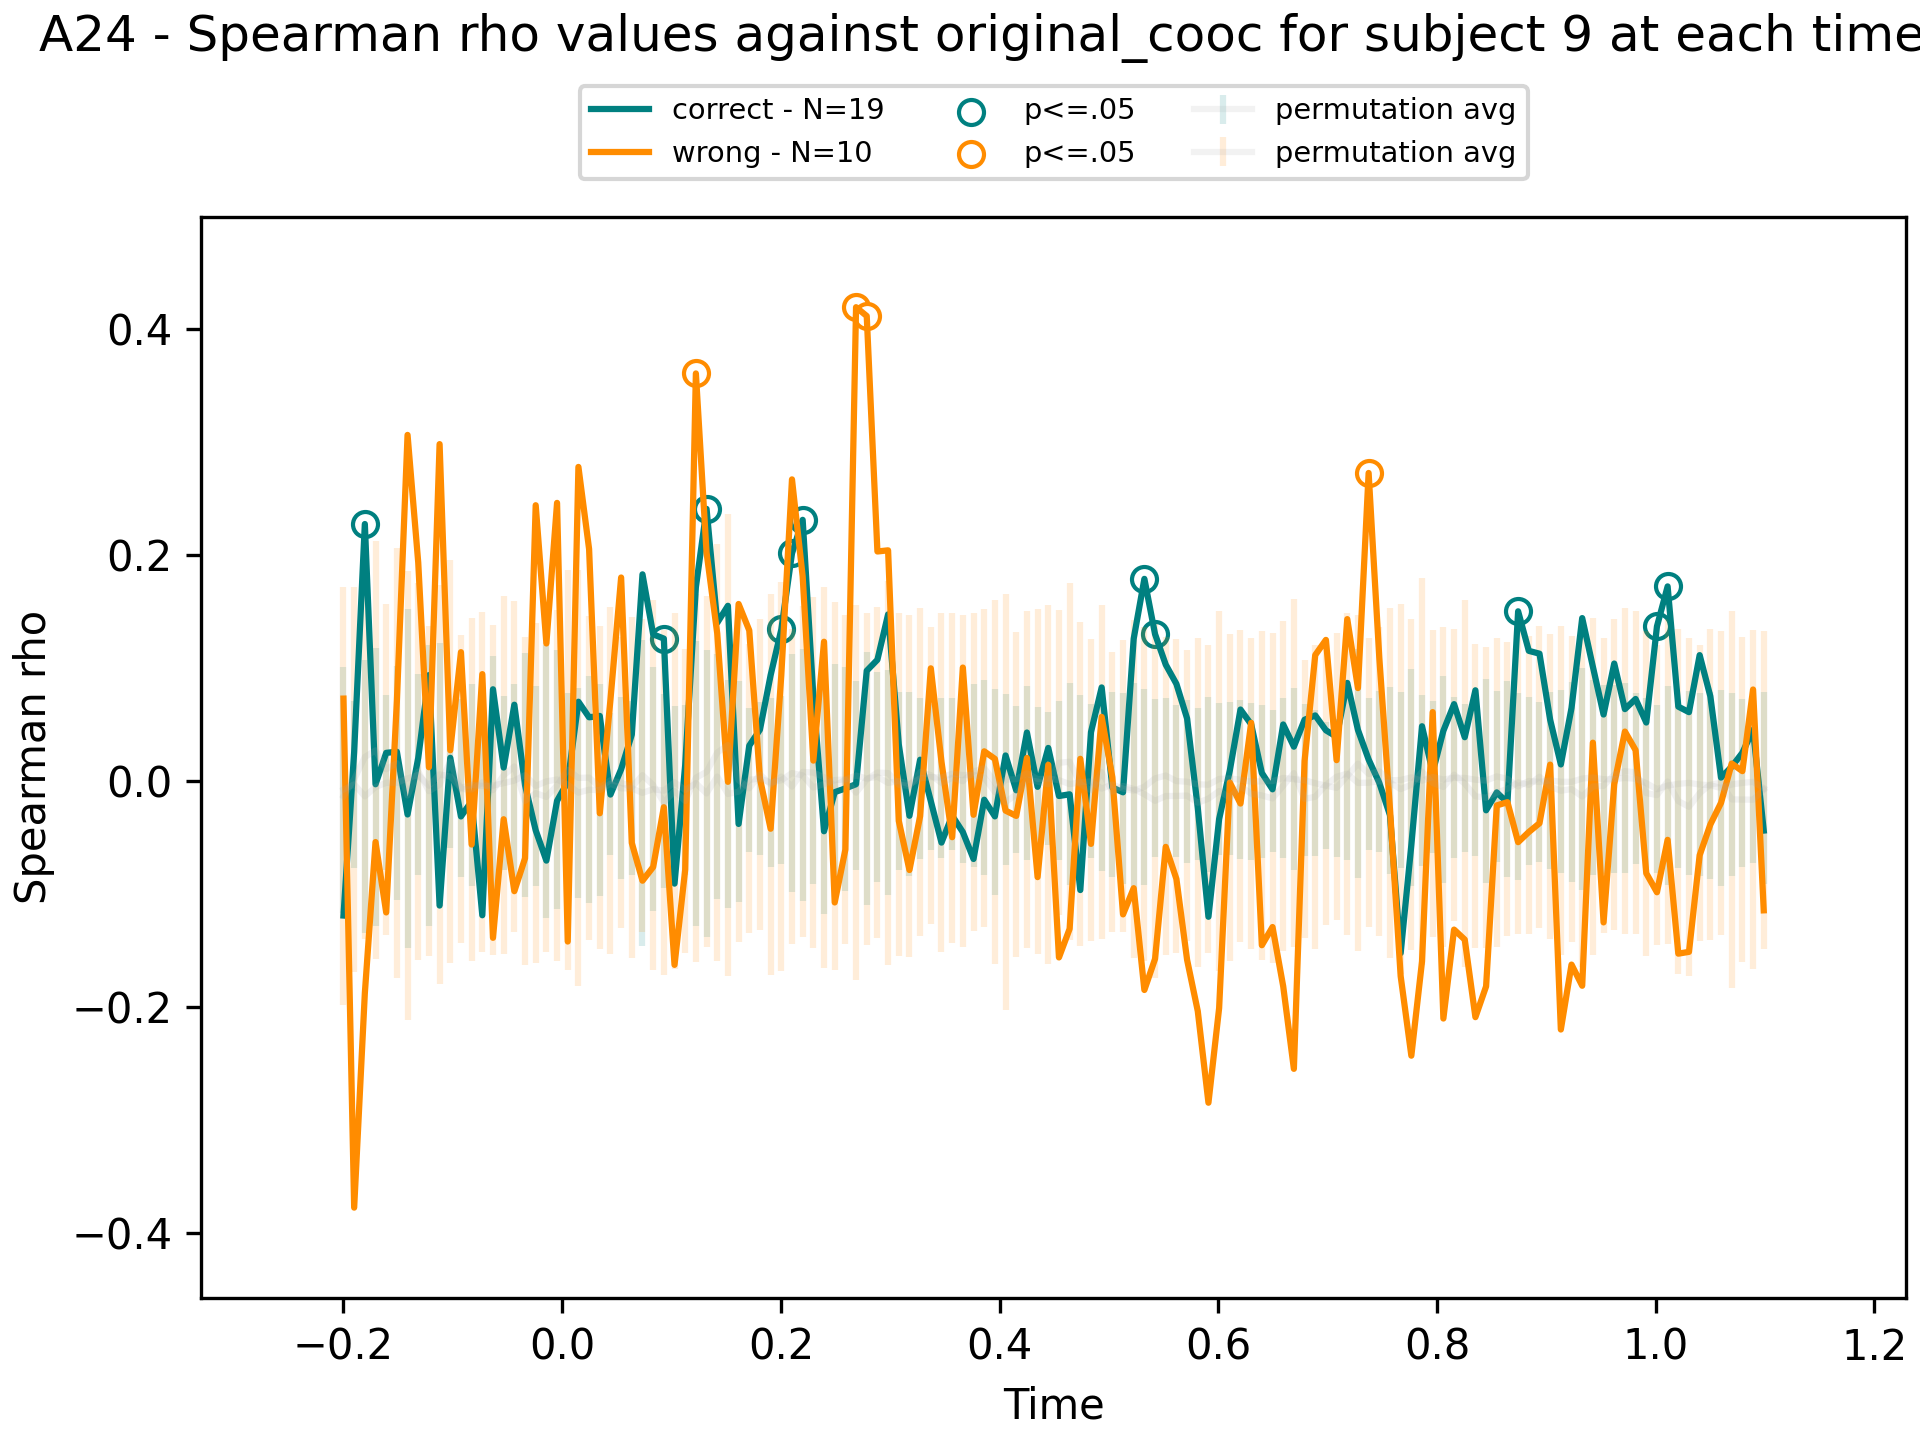 A24 - Spearman rho values against original_cooc for subject 9 at each time
correct - N=19
wrong - N=10
p<=.05
p<=.05
permutation avg
permutation avg
Spearman rho
0.4
0.2
0.0
−0.2
−0.4
−0.2
0.0
0.2
0.4
0.6
0.8
1.0
1.2
Time